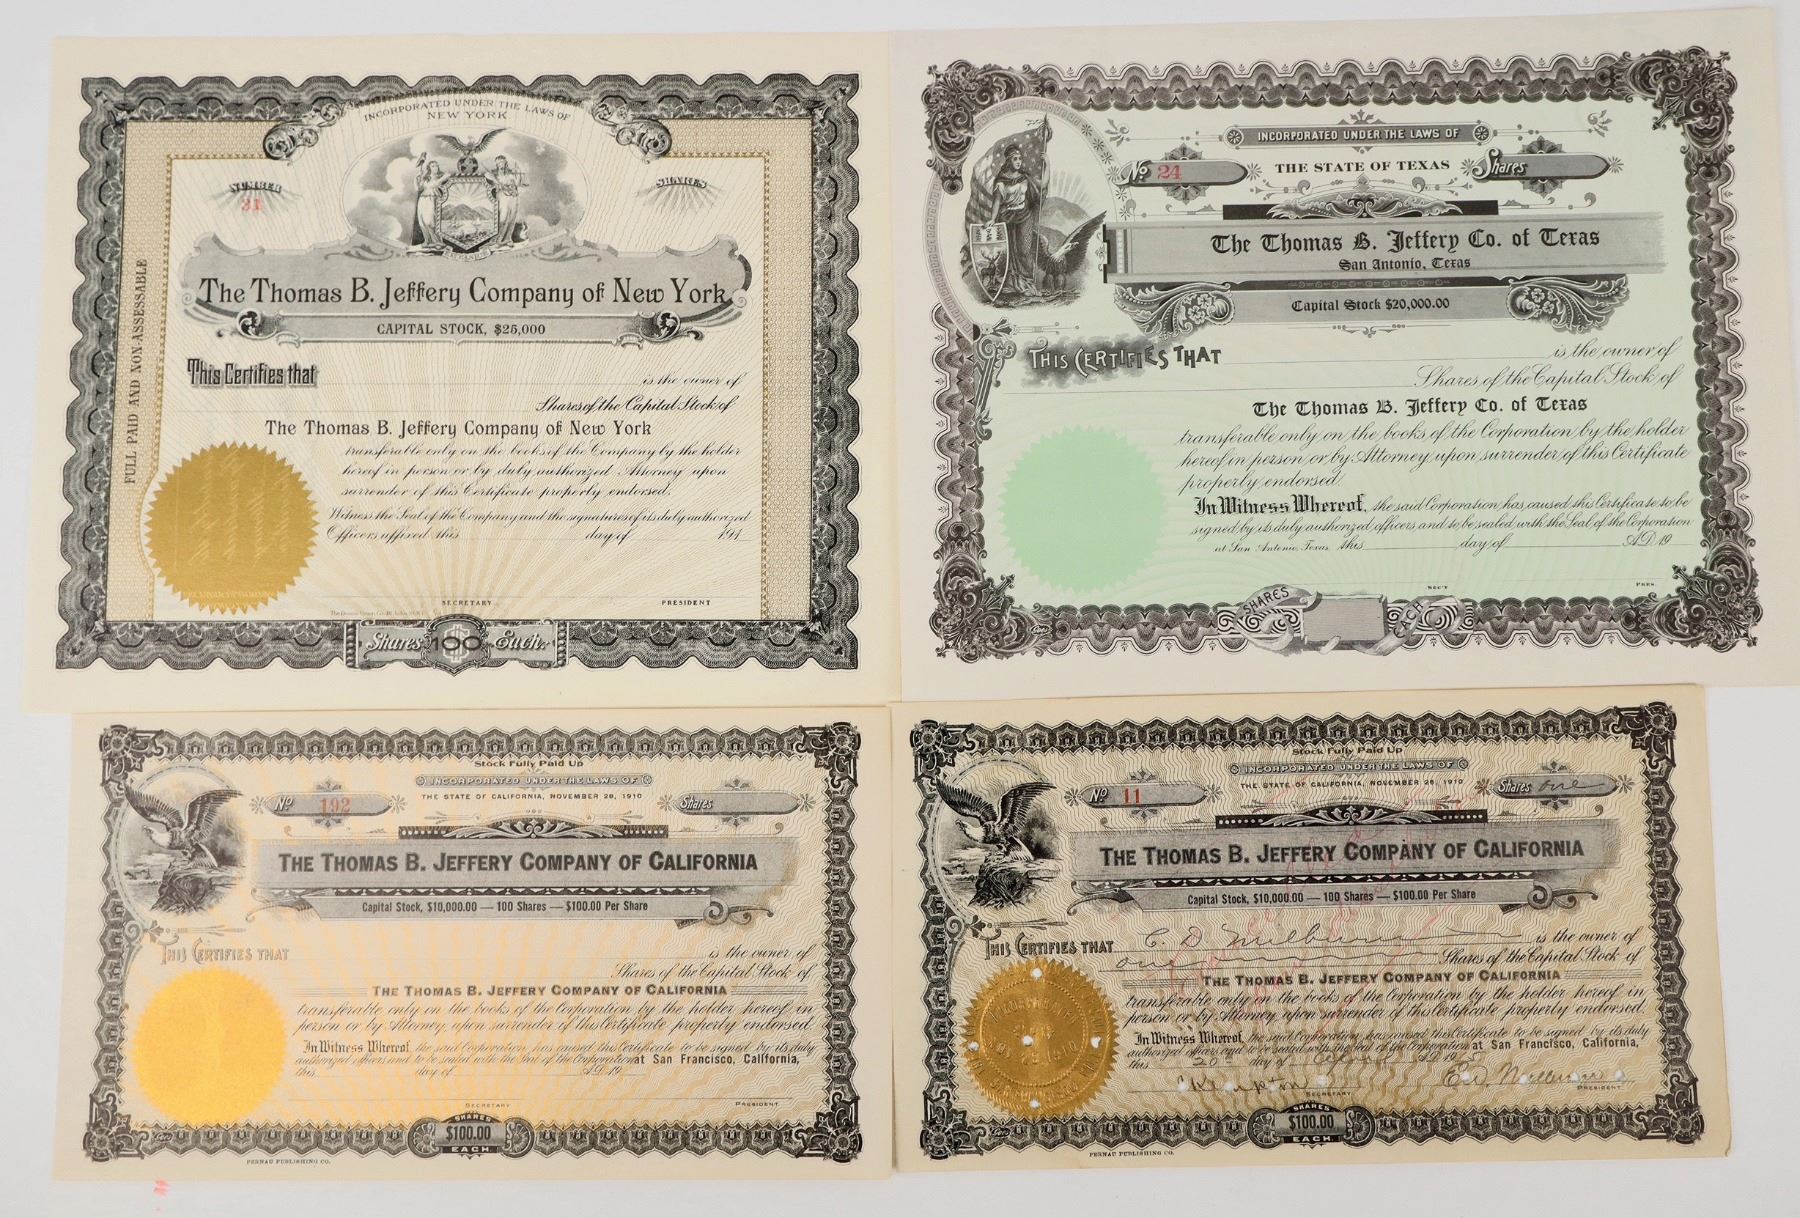 INCORPORATED UNDER THE LAWS OF
NEW YORK
NUMBER
31
SHARES
The Thomas B. Jeffery Company of New York
CAPITAL STOCK, $25,000
FULL PAID AND NON-ASSESSABLE
This Certifies that
is the owner of
Shares of the Capital Stock of
The Thomas B. Jeffery Company of New York
transferable only on the books of the Company by the holder
hereof in person or by duly authorized Attorney upon
surrender of this Certificate properly endorsed.
Witness the Seal of the Company and the signatures of its duly authorized
Officers affixed this day of 191
SECRETARY PRESIDENT
Shares $100 Each
INCORPORATED UNDER THE LAWS OF
THE STATE OF TEXAS
No 24
Shares
The Thomas B. Jeffery Co. of Texas
San Antonio, Texas
Capital Stock $20,000.00
THIS CERTIFIES THAT
is the owner of
Shares of the Capital Stock of
The Thomas B. Jeffery Co. of Texas
transferable only on the books of the Corporation by the holder
hereof in person or by Attorney upon surrender of this Certificate
properly endorsed.
In Witness Whereof, the said Corporation has caused this Certificate to be
signed by its duly authorized officers and to be sealed with the Seal of the Corporation
at San Antonio, Texas, this day of A.D. 19
SEC'Y PRES.
SHARES EACH
Stock Fully Paid Up
INCORPORATED UNDER THE LAWS OF
THE STATE OF CALIFORNIA, NOVEMBER 28, 1910
No 192
Shares
THE THOMAS B. JEFFERY COMPANY OF CALIFORNIA
Capital Stock, $10,000.00 — 100 Shares — $100.00 Per Share
THIS CERTIFIES THAT
is the owner of
Shares of the Capital Stock of
THE THOMAS B. JEFFERY COMPANY OF CALIFORNIA
transferable only on the books of the Corporation by the holder hereof in
person or by Attorney, upon surrender of this Certificate properly endorsed.
In Witness Whereof, the said Corporation has caused this Certificate to be signed by its duly
authorized officers and to be sealed with the Seal of the Corporation at San Francisco, California,
this day of A.D. 19
SECRETARY PRESIDENT
SHARES
$100.00
EACH
PERNAU PUBLISHING CO.
Stock Fully Paid Up
INCORPORATED UNDER THE LAWS OF
THE STATE OF CALIFORNIA, NOVEMBER 28, 1910
No 11
Shares one
THE THOMAS B. JEFFERY COMPANY OF CALIFORNIA
Capital Stock, $10,000.00 — 100 Shares — $100.00 Per Share
THIS CERTIFIES THAT C. D. Milburn is the owner of
one Shares of the Capital Stock of
THE THOMAS B. JEFFERY COMPANY OF CALIFORNIA
transferable only on the books of the Corporation by the holder hereof in
person or by Attorney, upon surrender of this Certificate properly endorsed.
In Witness Whereof, the said Corporation has caused this Certificate to be signed by its duly
authorized officers and to be sealed with the Seal of the Corporation at San Francisco, California,
this 20 day of A.D. 19
SECRETARY PRESIDENT
SHARES
$100.00
EACH
PERNAU PUBLISHING CO.